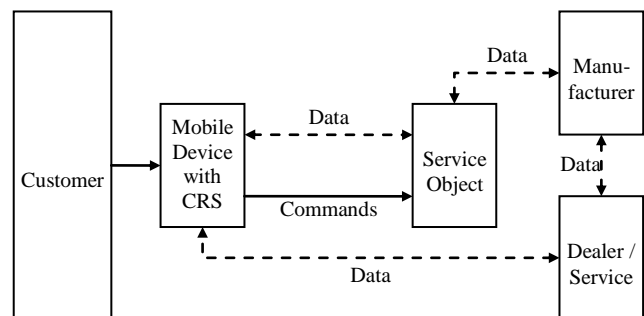 Customer
Mobile
Device
with
CRS
Data
Commands
Service
Object
Data
Manu-
facturer
Data
Dealer /
Service
Data